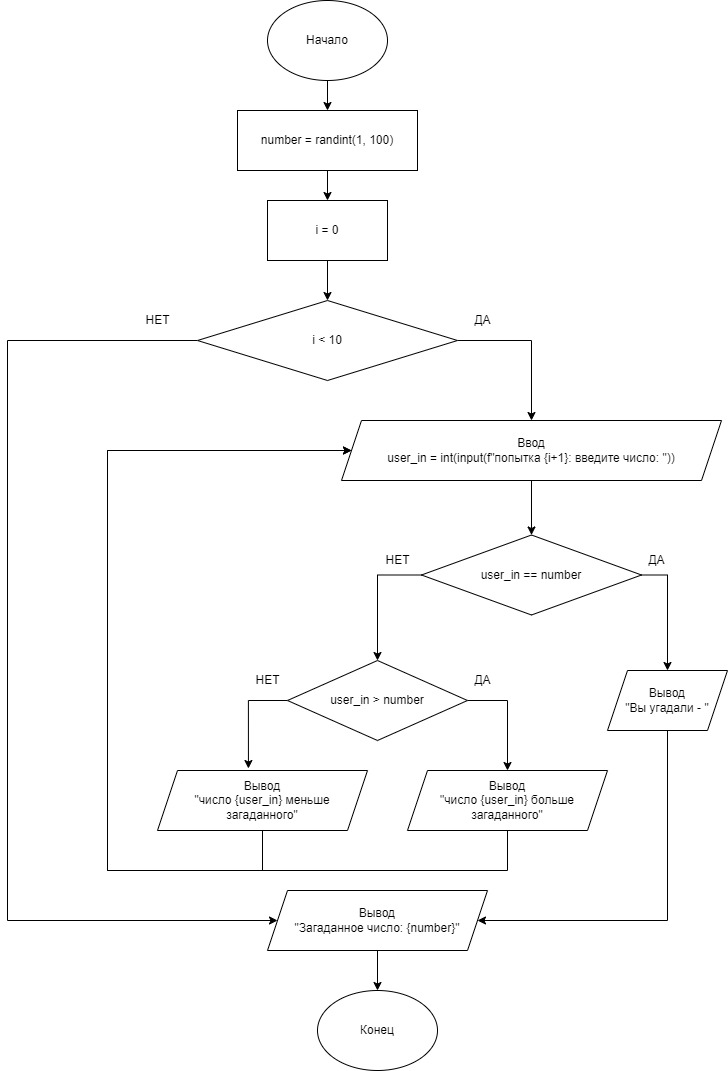 Начало
number = randint(1, 100)
i = 0
НЕТ
ДА
i < 10
Ввод
user_in = int(input(f"попытка {i+1}: введите число: "))
НЕТ
ДА
user_in == number
НЕТ
ДА
user_in > number
Вывод
"Вы угадали - "
Вывод
"число {user_in} меньше
загаданного"
Вывод
"число {user_in} больше
загаданного"
Вывод
"Загаданное число: {number}"
Конец